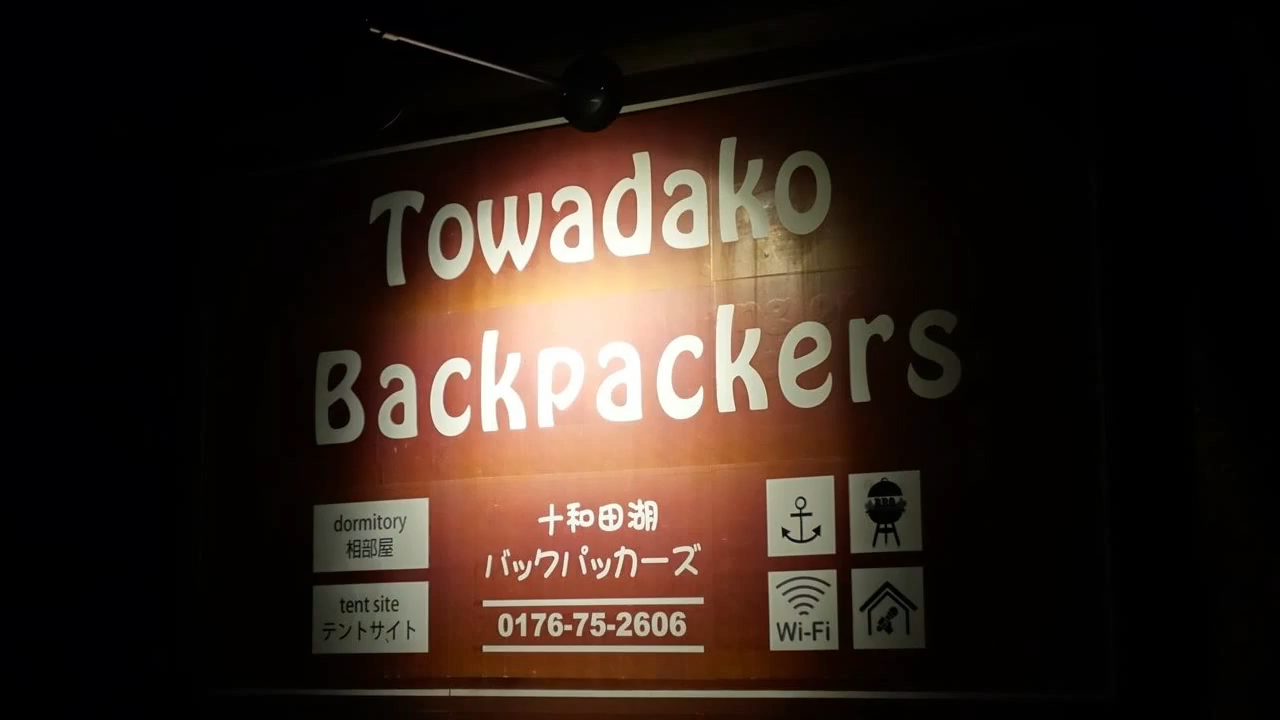 Towadako
Backpackers
dormitory
相部屋
tent site
テントサイト
十和田湖
バックパッカーズ
0176-75-2606
BBQ
Wi-Fi